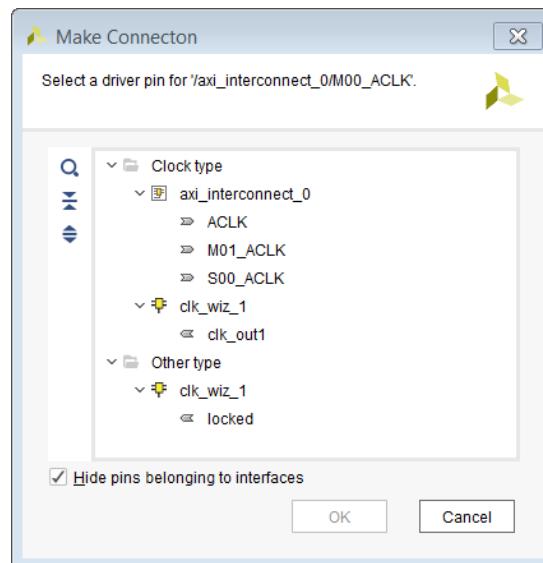 Make Connecton
Select a driver pin for '/axi_interconnect_0/M00_ACLK'.
Clock type
axi_interconnect_0
ACLK
M01_ACLK
S00_ACLK
clk_wiz_1
clk_out1
Other type
clk_wiz_1
locked
Hide pins belonging to interfaces
OK Cancel